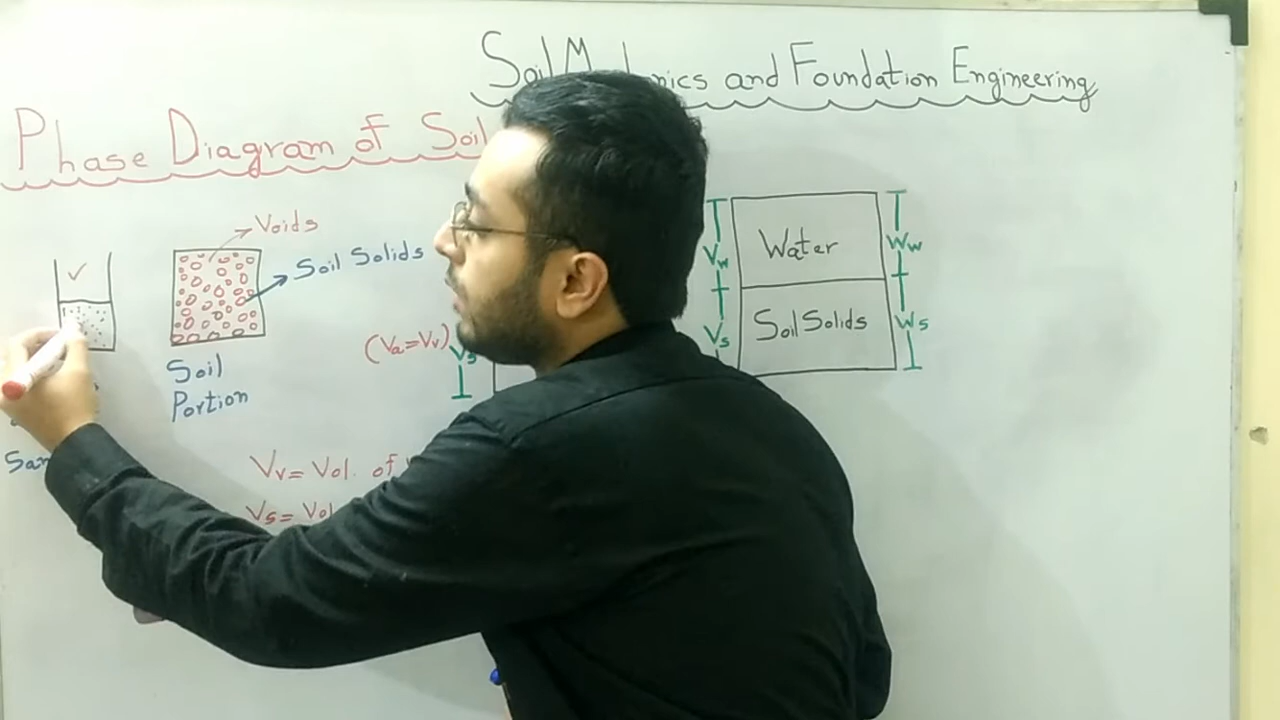 Soil M nics and Foundation Engineering
Phase Diagram of Soil
Voids
Soil Solids
Soil
Portion
(Va=Vv)
Vs
Vw
Water
Ww
Vs
Soil Solids
Ws
Vv= Vol. of
Vs= Vol